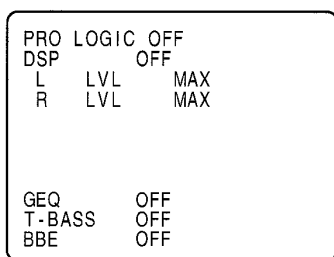 PRO LOGIC OFF
DSP OFF
L LVL MAX
R LVL MAX
GEQ OFF
T-BASS OFF
BBE OFF